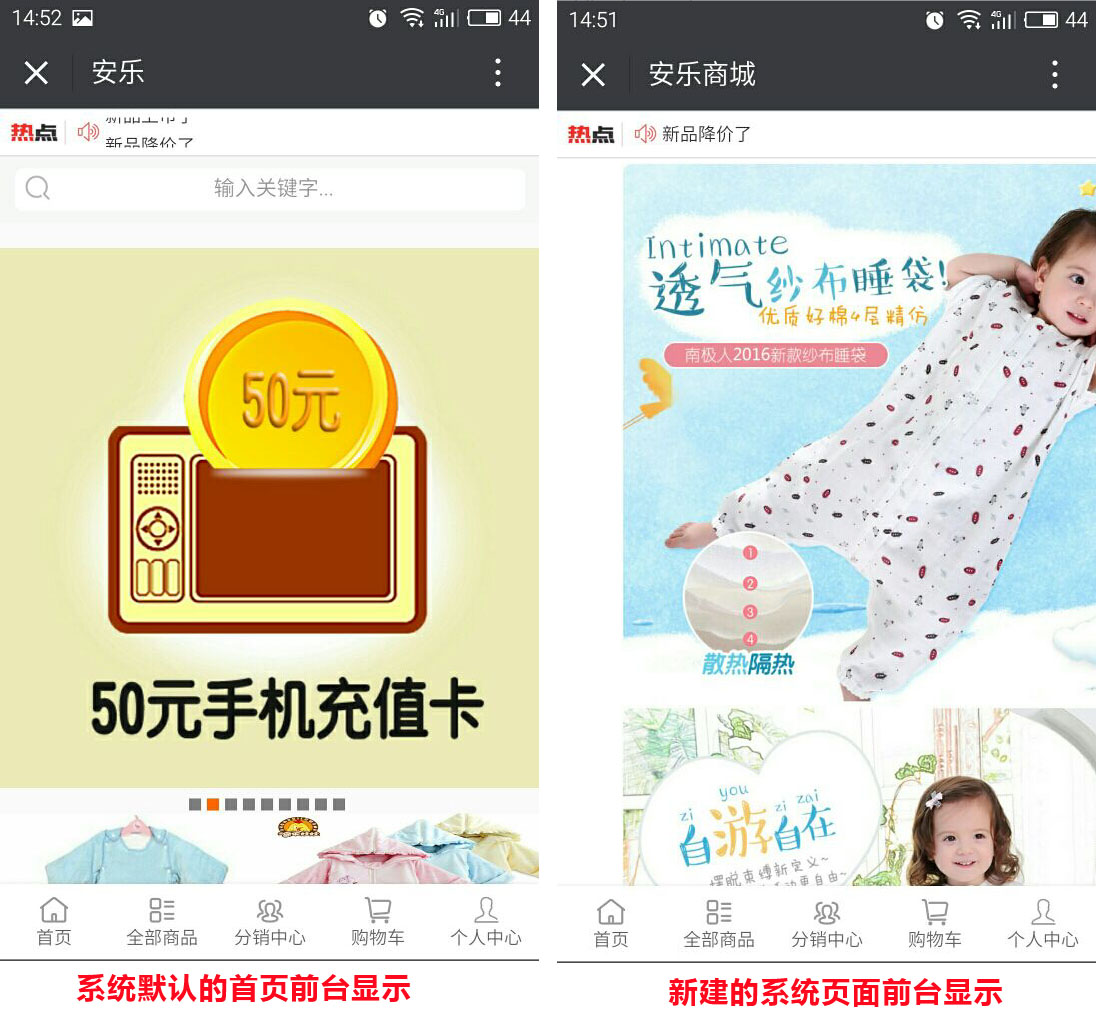 14:52
4G
44
安乐
热点
新品上市了
新品降价了
输入关键字...
50元
50元手机充值卡
首页
全部商品
分销中心
购物车
个人中心
系统默认的首页前台显示
14:51
4G
44
安乐商城
热点
新品降价了
Intimate
透气纱布睡袋!
优质好棉4层精仿
南极人2016新款纱布睡袋
1
2
3
4
散热隔热
you
zi
zi zai
自游自在
摆脱束缚新定义~
动更自由~
首页
全部商品
分销中心
购物车
个人中心
新建的系统页面前台显示